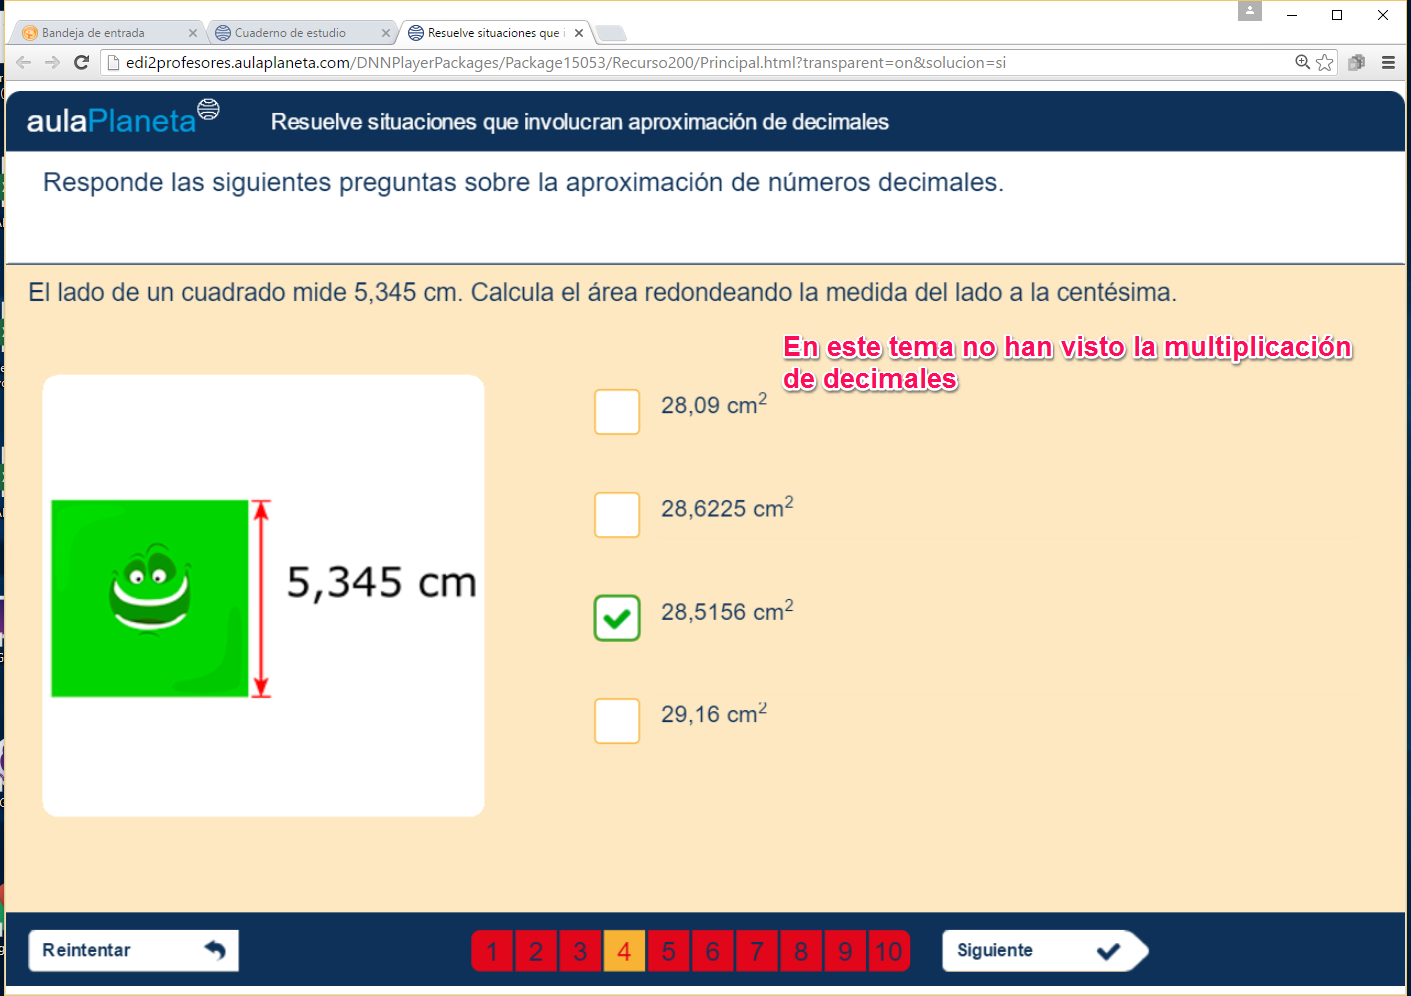 Bandeja de entrada
Cuaderno de estudio
Resuelve situaciones que i
edi2profesores.aulaplaneta.com/DNNPlayerPackages/Package15053/Recurso200/Principal.html?transparent=on&solucion=si
aulaPlaneta
Resuelve situaciones que involucran aproximación de decimales
Responde las siguientes preguntas sobre la aproximación de números decimales.
El lado de un cuadrado mide 5,345 cm. Calcula el área redondeando la medida del lado a la centésima.
En este tema no han visto la multiplicación
de decimales
28,09 cm²
28,6225 cm²
5,345 cm
28,5156 cm²
29,16 cm²
Reintentar
1 2 3 4 5 6 7 8 9 10
Siguiente